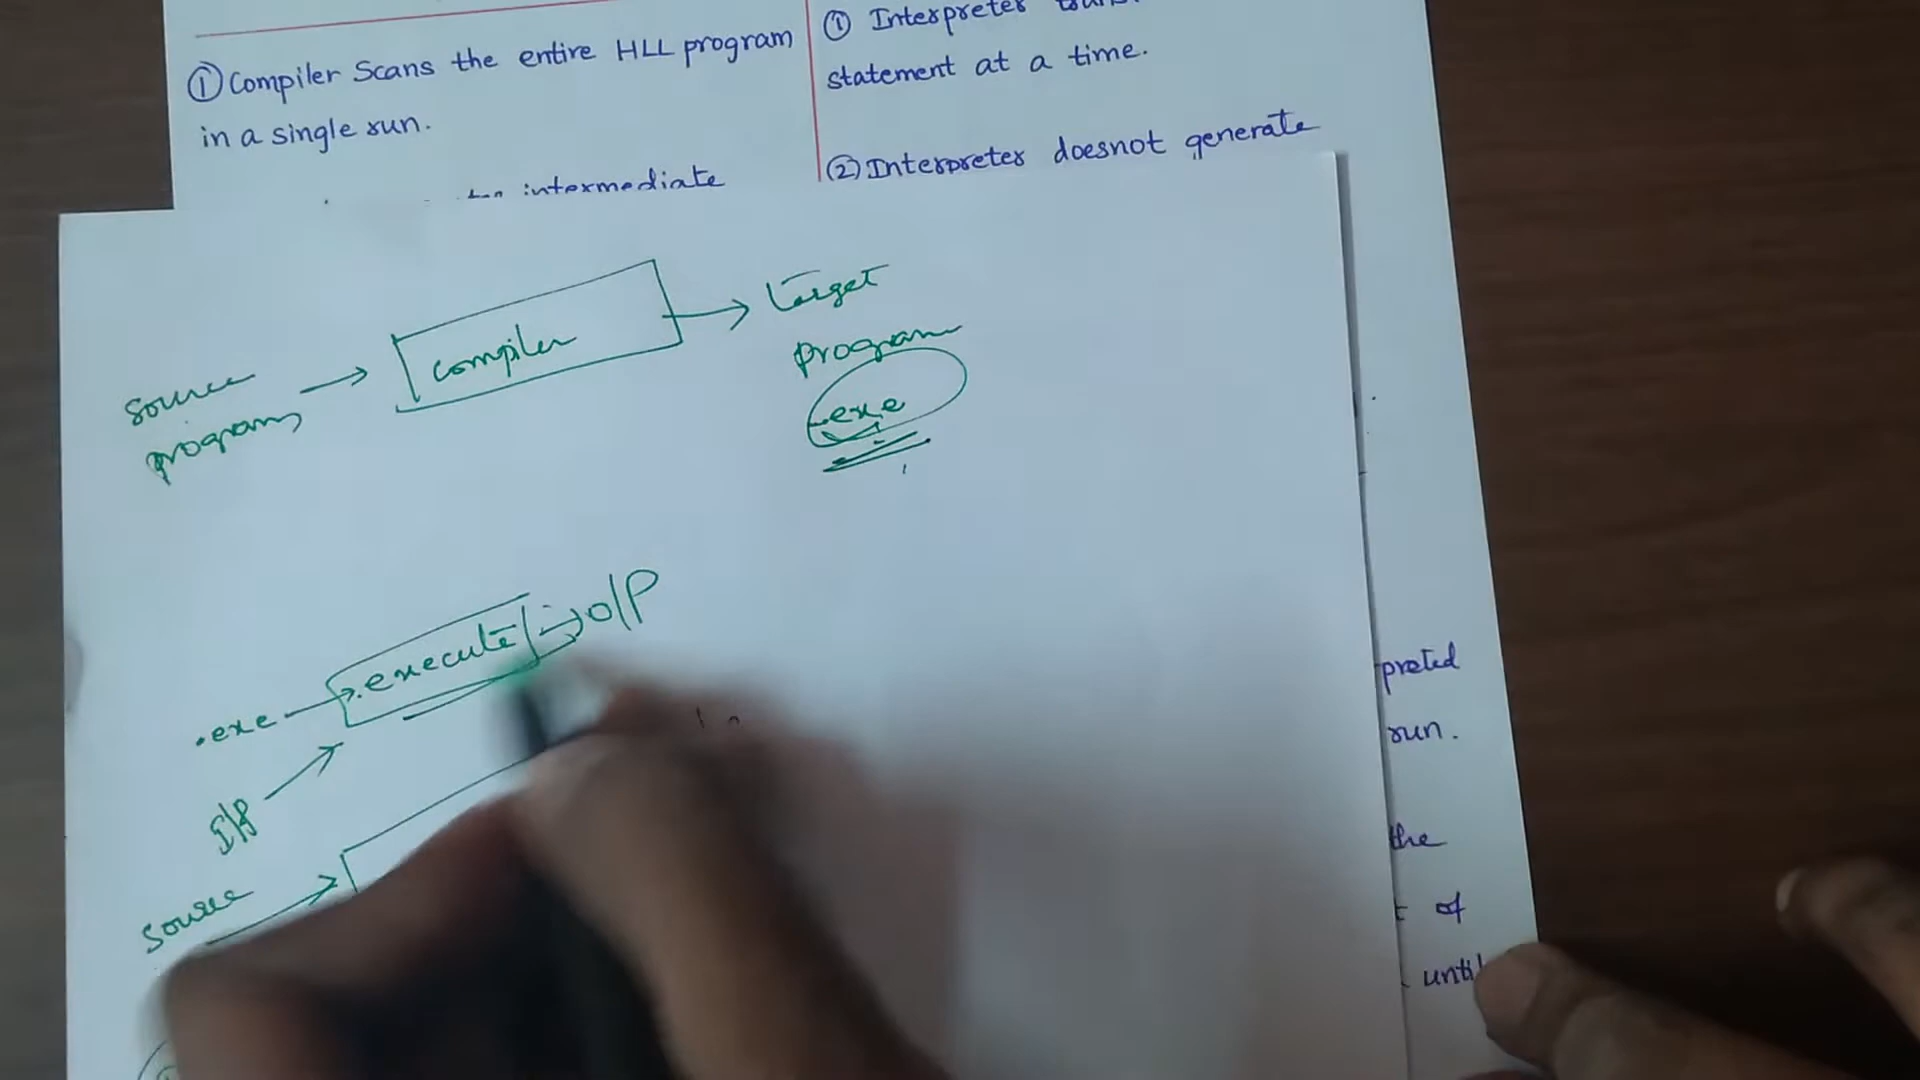 ① Compiler Scans the entire HLL program
in a single run.
intermediate
① Interpreter
statement at a time.
② Interpreter doesnot generate
source
program
compiler
target
program
.exe
.exe
.execute
O/P
I/P
source
preted
run.
the
of
until